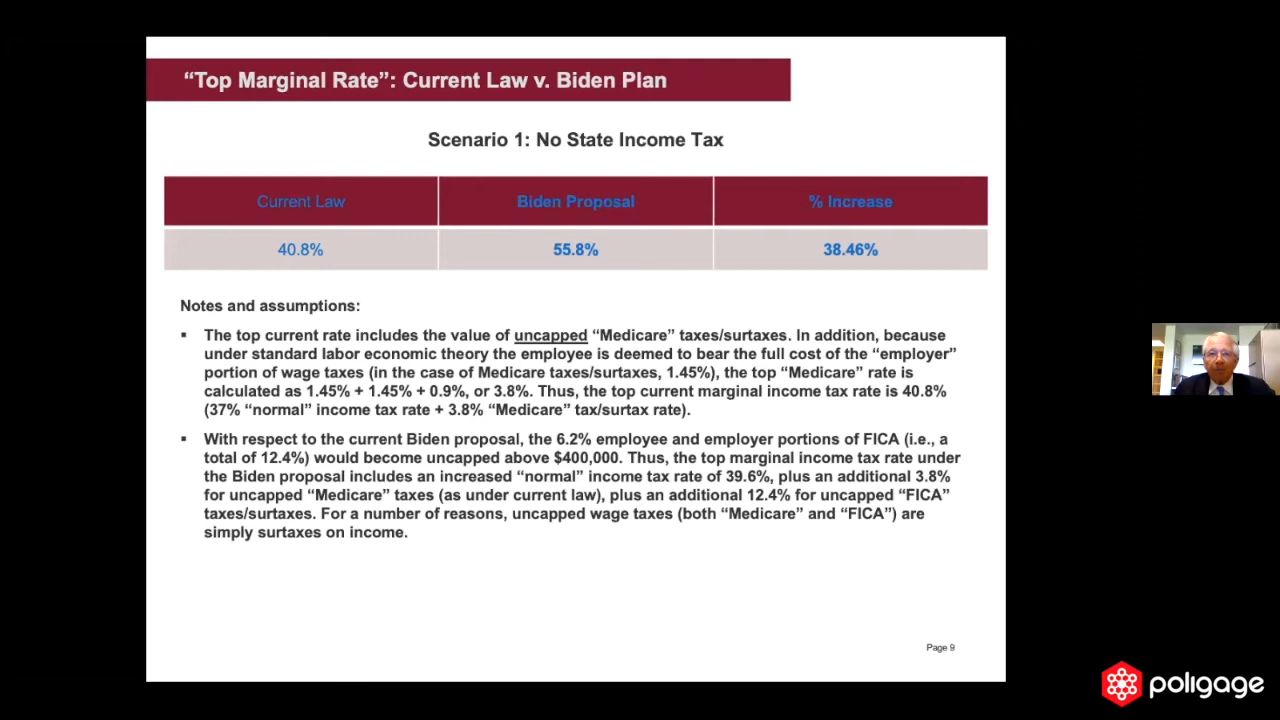 “Top Marginal Rate”: Current Law v. Biden Plan
Scenario 1: No State Income Tax
Current Law
Biden Proposal
% Increase
40.8%
55.8%
38.46%
Notes and assumptions:
▪ The top current rate includes the value of uncapped “Medicare” taxes/surtaxes. In addition, because
under standard labor economic theory the employee is deemed to bear the full cost of the “employer”
portion of wage taxes (in the case of Medicare taxes/surtaxes, 1.45%), the top “Medicare” rate is
calculated as 1.45% + 1.45% + 0.9%, or 3.8%. Thus, the top current marginal income tax rate is 40.8%
(37% “normal” income tax rate + 3.8% “Medicare” tax/surtax rate).
▪ With respect to the current Biden proposal, the 6.2% employee and employer portions of FICA (i.e., a
total of 12.4%) would become uncapped above $400,000. Thus, the top marginal income tax rate under
the Biden proposal includes an increased “normal” income tax rate of 39.6%, plus an additional 3.8%
for uncapped “Medicare” taxes (as under current law), plus an additional 12.4% for uncapped “FICA”
taxes/surtaxes. For a number of reasons, uncapped wage taxes (both “Medicare” and “FICA”) are
simply surtaxes on income.
Page 9
poligage